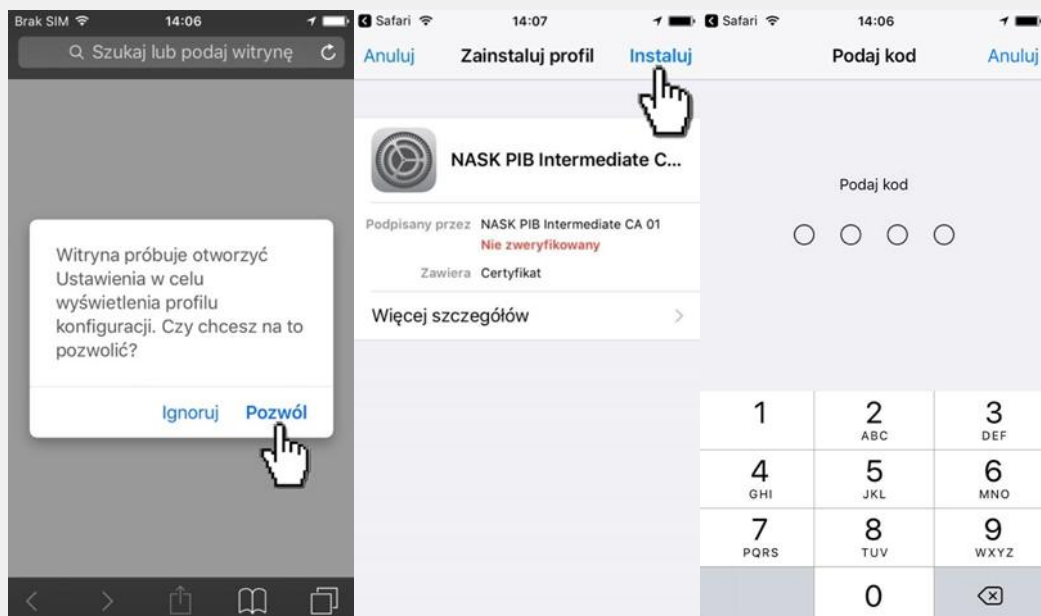 Brak SIM 14:06
Szukaj lub podaj witrynę
Witryna próbuje otworzyć
Ustawienia w celu
wyświetlenia profilu
konfiguracji. Czy chcesz na to
pozwolić?
Ignoruj Pozwól
Safari 14:07
Anuluj Zainstaluj profil Instaluj
NASK PIB Intermediate C...
Podpisany przez NASK PIB Intermediate CA 01
Nie zweryfikowany
Zawiera Certyfikat
Więcej szczegółów
Safari 14:06
Podaj kod Anuluj
Podaj kod
1 2 3
ABC DEF
4 5 6
GHI JKL MNO
7 8 9
PQRS TUV WXYZ
0